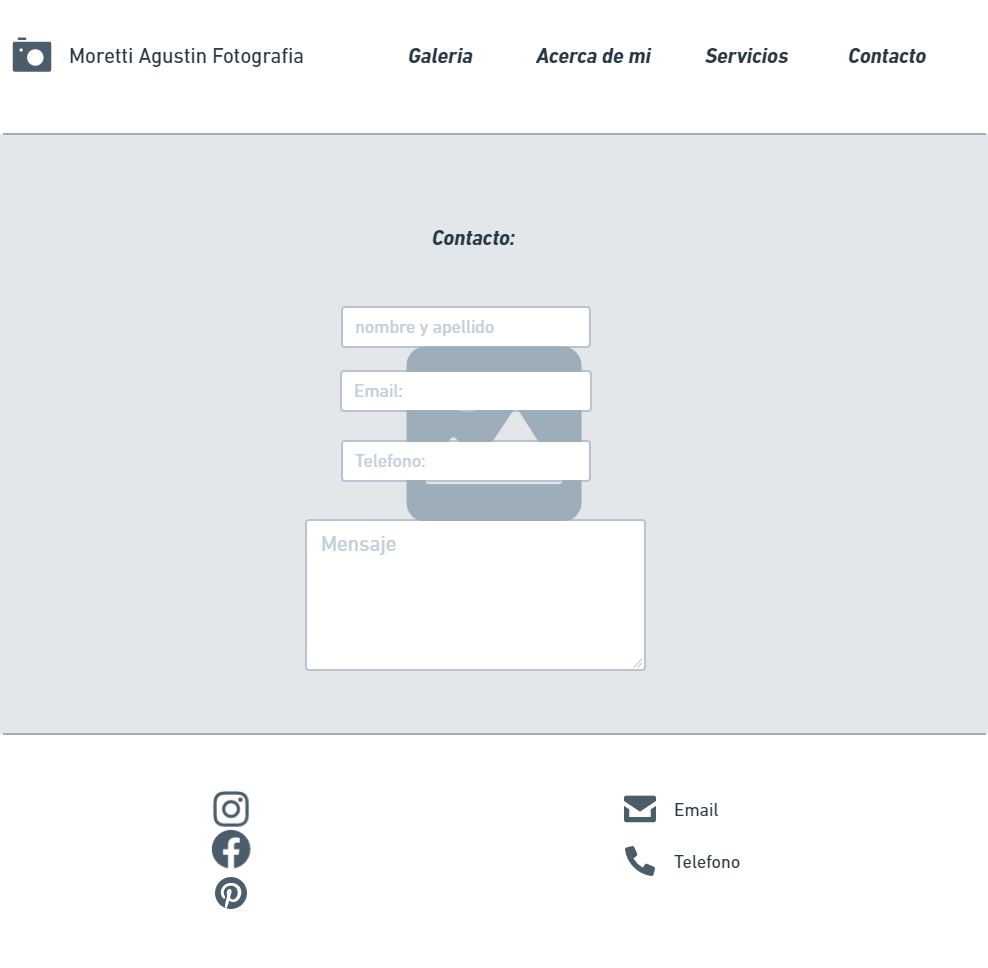 Moretti Agustin Fotografia Galeria Acerca de mi Servicios Contacto
Contacto:
nombre y apellido
Email:
Telefono:
Mensaje
Email
Telefono